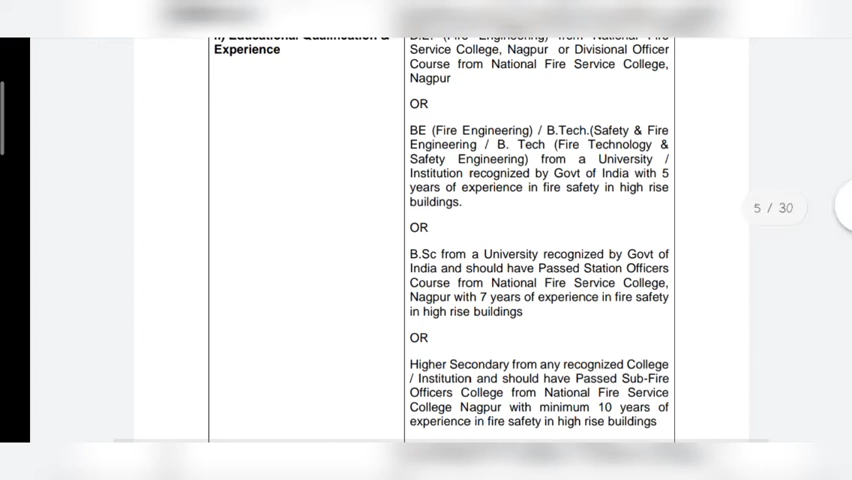 Experience
Service College, Nagpur or Divisional Officer
Course from National Fire Service College,
Nagpur
OR
BE (Fire Engineering) / B.Tech.(Safety & Fire
Engineering / B. Tech (Fire Technology &
Safety Engineering) from a University /
Institution recognized by Govt of India with 5
years of experience in fire safety in high rise
buildings.
OR
B.Sc from a University recognized by Govt of
India and should have Passed Station Officers
Course from National Fire Service College,
Nagpur with 7 years of experience in fire safety
in high rise buildings
OR
Higher Secondary from any recognized College
/ Institution and should have Passed Sub-Fire
Officers College from National Fire Service
College Nagpur with minimum 10 years of
experience in fire safety in high rise buildings
5 / 30